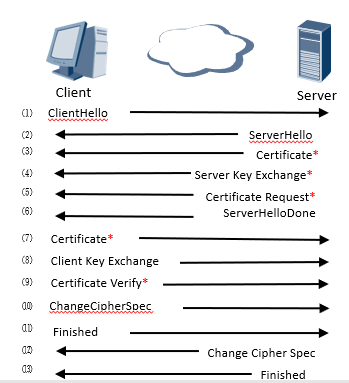 Client
Server
(1) ClientHello
(2) ServerHello
(3) Certificate*
(4) Server Key Exchange*
(5) Certificate Request*
(6) ServerHelloDone
(7) Certificate*
(8) Client Key Exchange
(9) Certificate Verify*
(10) ChangeCipherSpec
(11) Finished
(12) Change Cipher Spec
(13) Finished